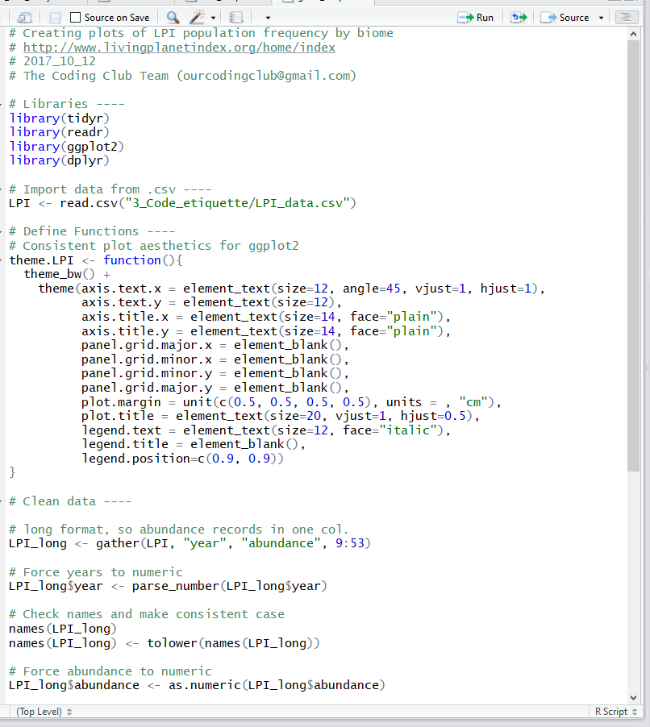 Source on Save
Run
Source
# Creating plots of LPI population frequency by biome
# http://www.livingplanetindex.org/home/index
# 2017_10_12
# The Coding Club Team (ourcodingclub@gmail.com)
# Libraries ----
library(tidyr)
library(readr)
library(ggplot2)
library(dplyr)
# Import data from .csv ----
LPI <- read.csv("3_Code_etiquette/LPI_data.csv")
# Define Functions ----
# Consistent plot aesthetics for ggplot2
theme.LPI <- function(){
  theme_bw() +
    theme(axis.text.x = element_text(size=12, angle=45, vjust=1, hjust=1),
          axis.text.y = element_text(size=12),
          axis.title.x = element_text(size=14, face="plain"),
          axis.title.y = element_text(size=14, face="plain"),
          panel.grid.major.x = element_blank(),
          panel.grid.minor.x = element_blank(),
          panel.grid.minor.y = element_blank(),
          panel.grid.major.y = element_blank(),
          plot.margin = unit(c(0.5, 0.5, 0.5, 0.5), units = , "cm"),
          plot.title = element_text(size=20, vjust=1, hjust=0.5),
          legend.text = element_text(size=12, face="italic"),
          legend.title = element_blank(),
          legend.position=c(0.9, 0.9))
}
# Clean data ----
# long format, so abundance records in one col.
LPI_long <- gather(LPI, "year", "abundance", 9:53)
# Force years to numeric
LPI_long$year <- parse_number(LPI_long$year)
# Check names and make consistent case
names(LPI_long)
names(LPI_long) <- tolower(names(LPI_long))
# Force abundance to numeric
LPI_long$abundance <- as.numeric(LPI_long$abundance)
(Top Level)
R Script